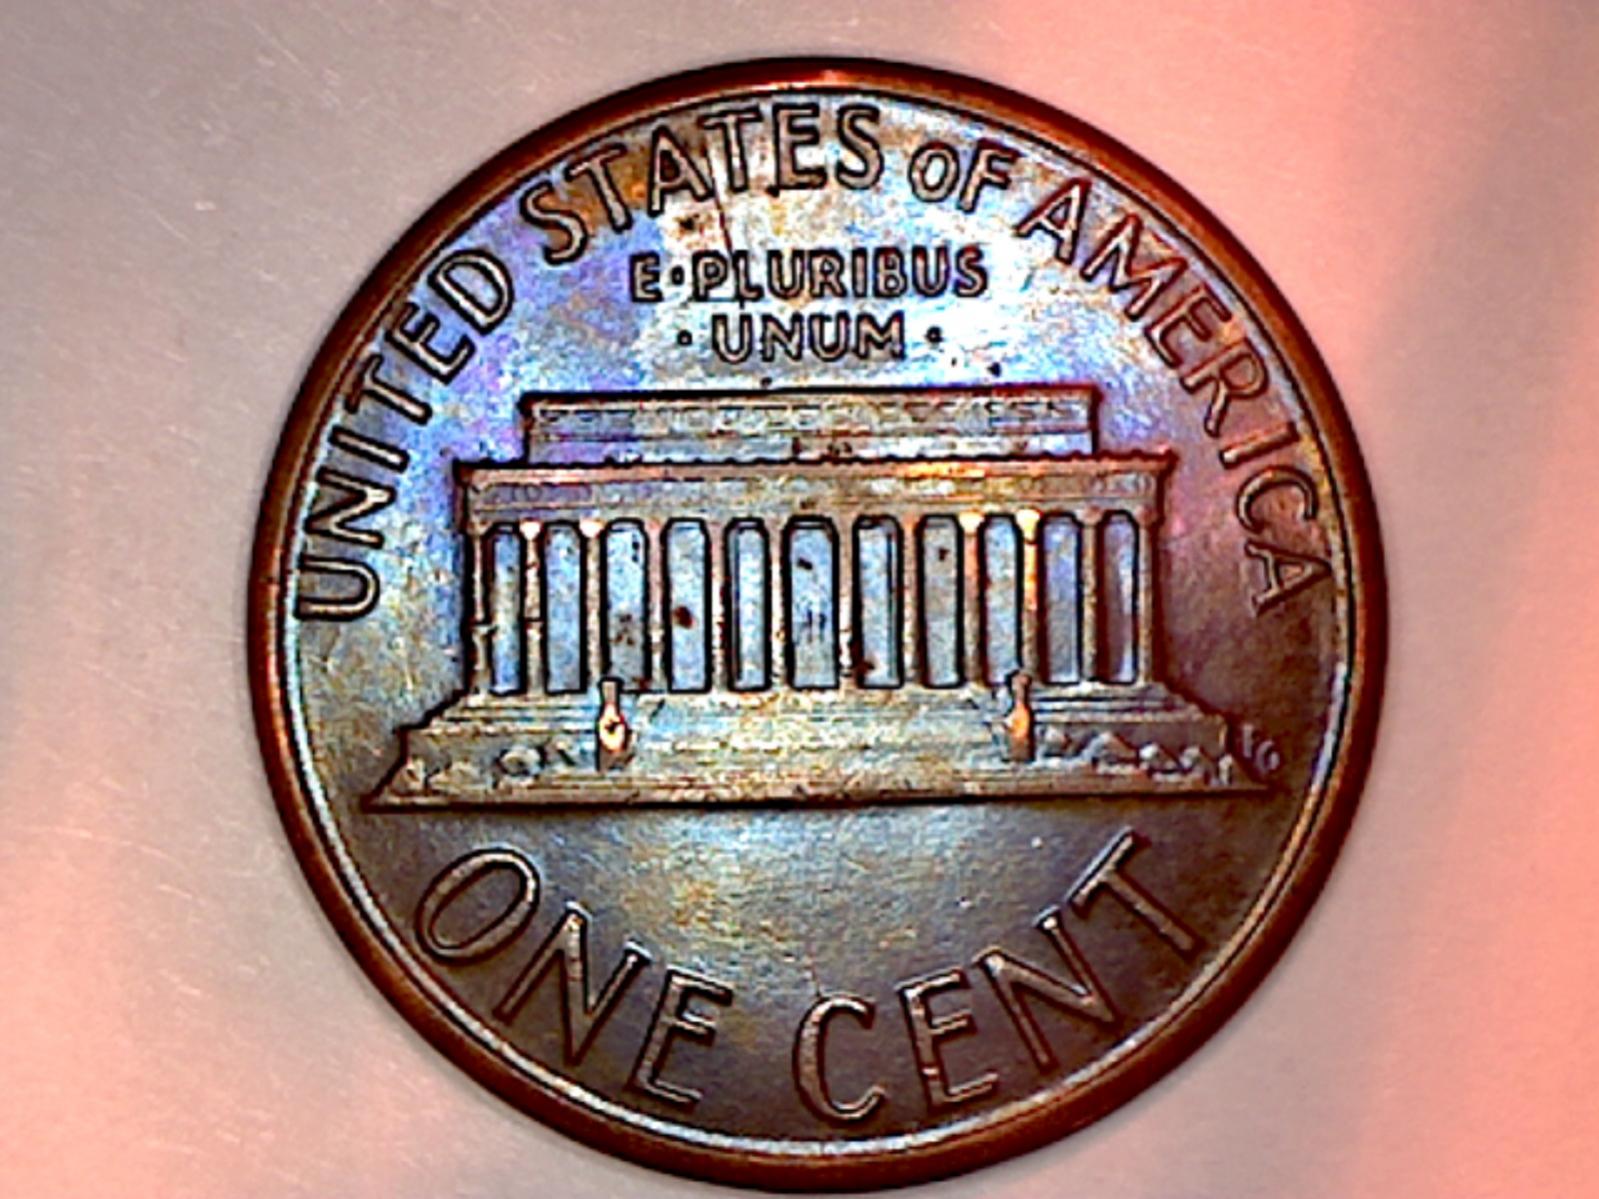 UNITED STATES OF AMERICA
E·PLURIBUS
·UNUM·
ONE CENT